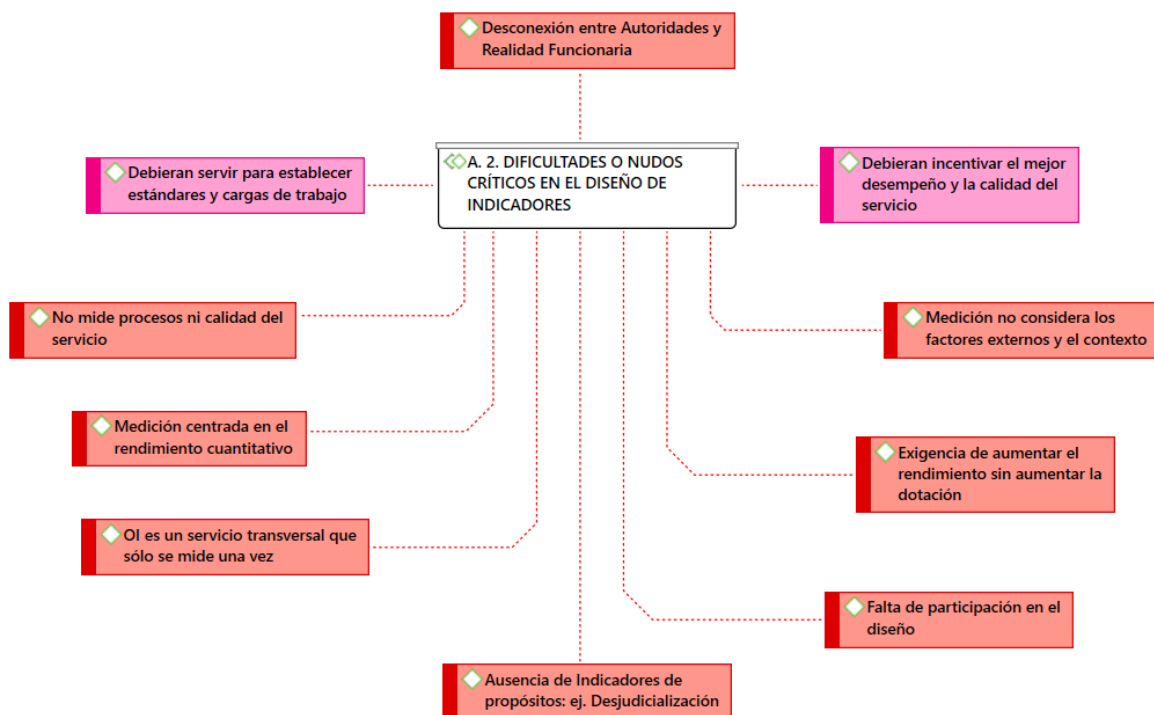 Desconexión entre Autoridades y
Realidad Funcionaria
A. 2. DIFICULTADES O NUDOS
CRÍTICOS EN EL DISEÑO DE
INDICADORES
Debieran servir para establecer
estándares y cargas de trabajo
Debieran incentivar el mejor
desempeño y la calidad del
servicio
No mide procesos ni calidad del
servicio
Medición no considera los
factores externos y el contexto
Medición centrada en el
rendimiento cuantitativo
Exigencia de aumentar el
rendimiento sin aumentar la
dotación
OI es un servicio transversal que
sólo se mide una vez
Falta de participación en el
diseño
Ausencia de Indicadores de
propósitos: ej. Desjudicialización